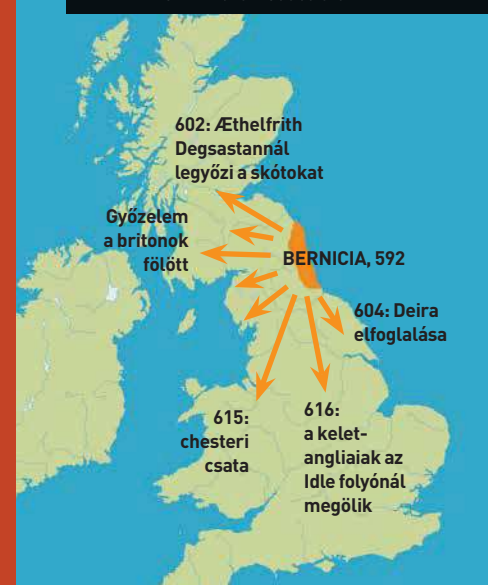 602: Æthelfrith
Degsastannál
legyőzi a skótokat
Győzelem
a britonok
fölött
BERNICIA, 592
604: Deira
elfoglalása
615:
chesteri
csata
616:
a kelet-
angliaiak az
Idle folyónál
megölik